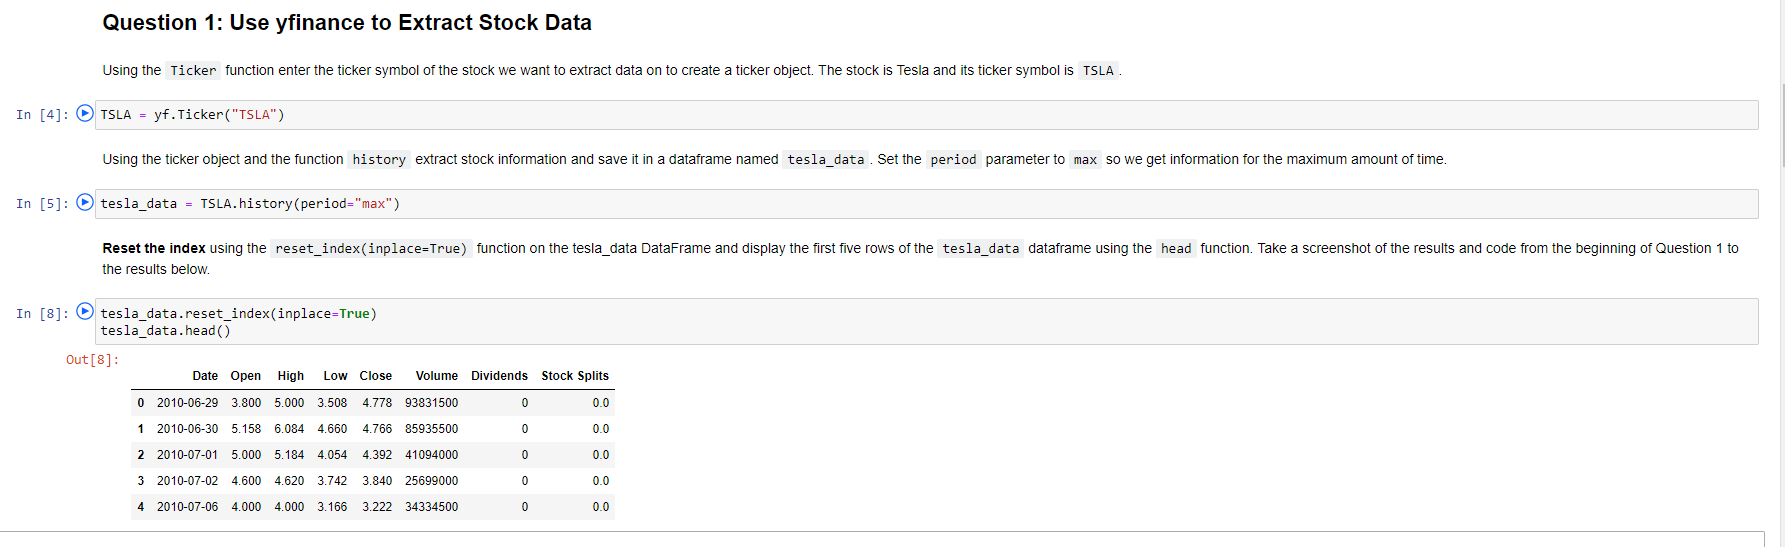 Question 1: Use yfinance to Extract Stock Data
Using the Ticker function enter the ticker symbol of the stock we want to extract data on to create a ticker object. The stock is Tesla and its ticker symbol is TSLA .
In [4]: TSLA = yf.Ticker("TSLA")
Using the ticker object and the function history extract stock information and save it in a dataframe named tesla_data . Set the period parameter to max so we get information for the maximum amount of time.
In [5]: tesla_data = TSLA.history(period="max")
Reset the index using the reset_index(inplace=True) function on the tesla_data DataFrame and display the first five rows of the tesla_data dataframe using the head function. Take a screenshot of the results and code from the beginning of Question 1 to
the results below.
In [8]: tesla_data.reset_index(inplace=True)
tesla_data.head()
Out[8]:
Date Open High Low Close Volume Dividends Stock Splits
0 2010-06-29 3.800 5.000 3.508 4.778 93831500 0 0.0
1 2010-06-30 5.158 6.084 4.660 4.766 85935500 0 0.0
2 2010-07-01 5.000 5.184 4.054 4.392 41094000 0 0.0
3 2010-07-02 4.600 4.620 3.742 3.840 25699000 0 0.0
4 2010-07-06 4.000 4.000 3.166 3.222 34334500 0 0.0